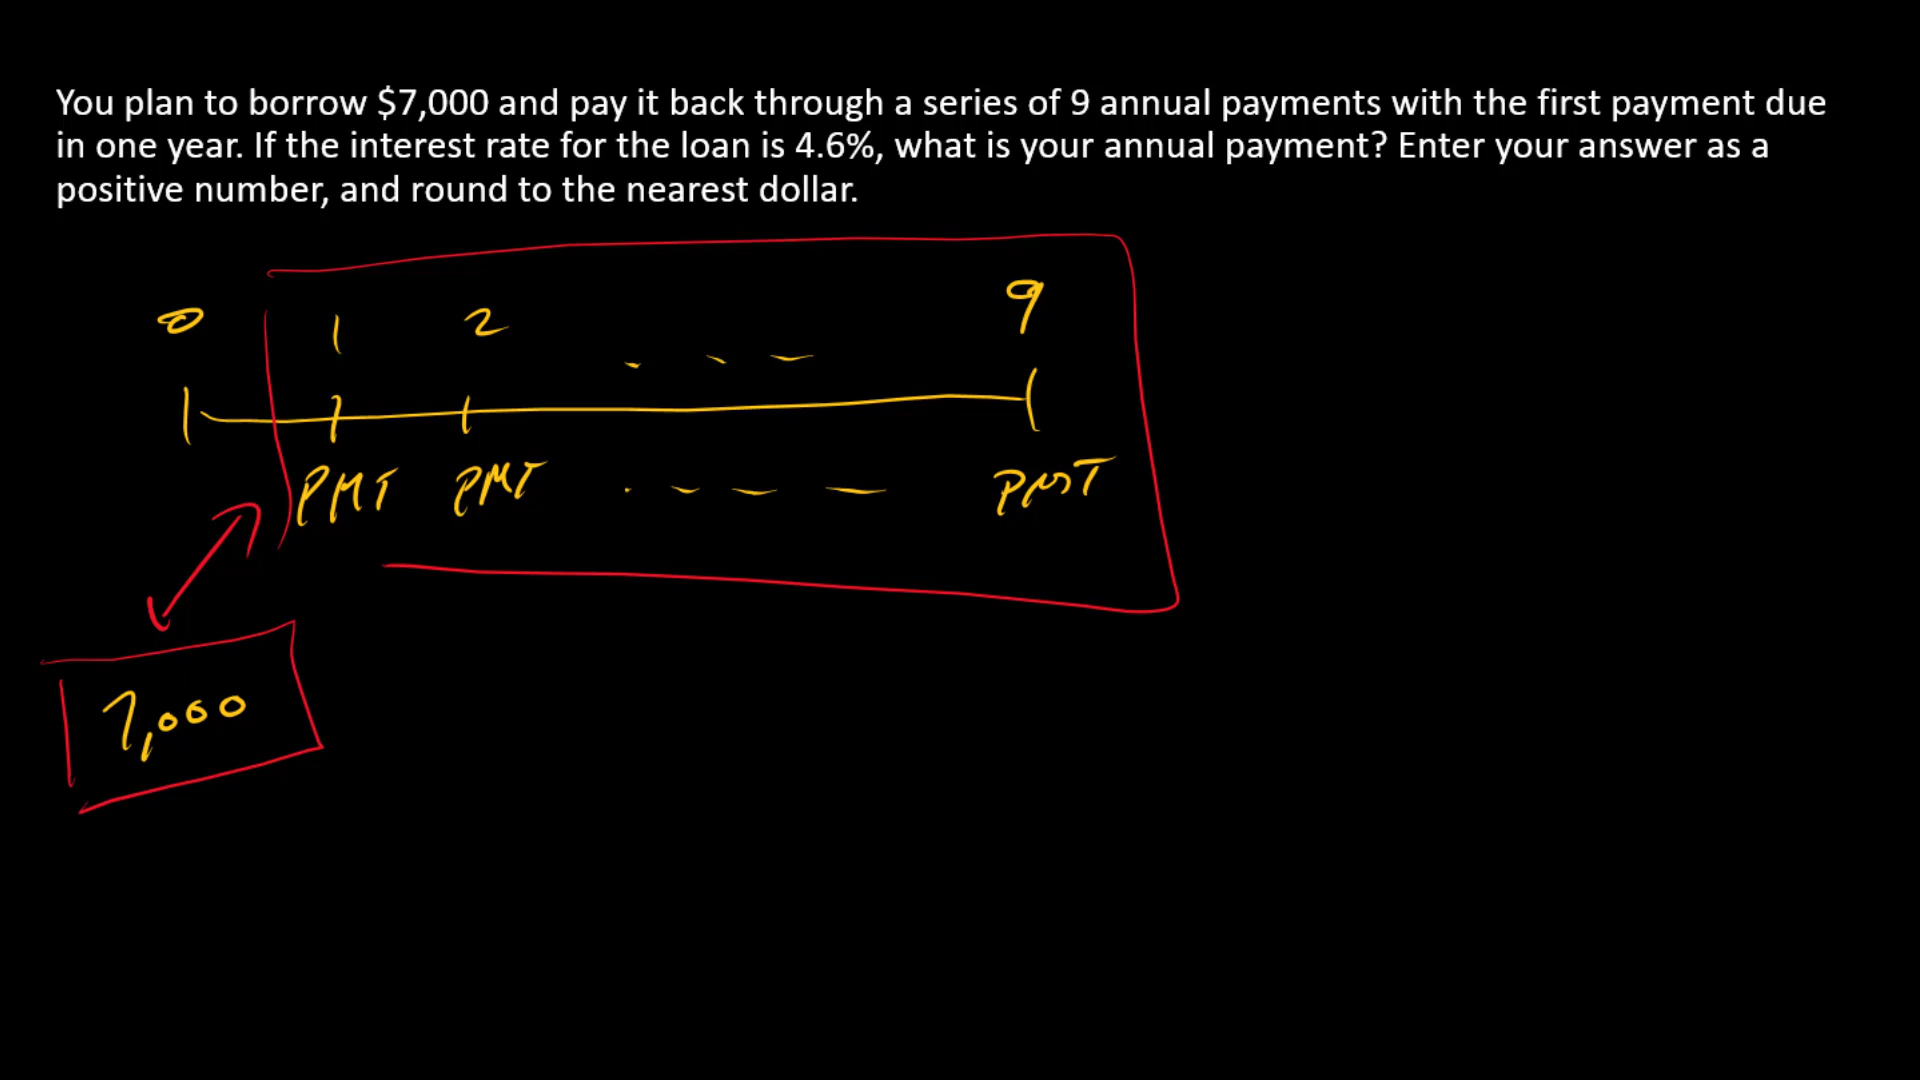 You plan to borrow $7,000 and pay it back through a series of 9 annual payments with the first payment due
in one year. If the interest rate for the loan is 4.6%, what is your annual payment? Enter your answer as a
positive number, and round to the nearest dollar.
0 1 2 - - - 9
PMT PMT - - - - PMT
7,000